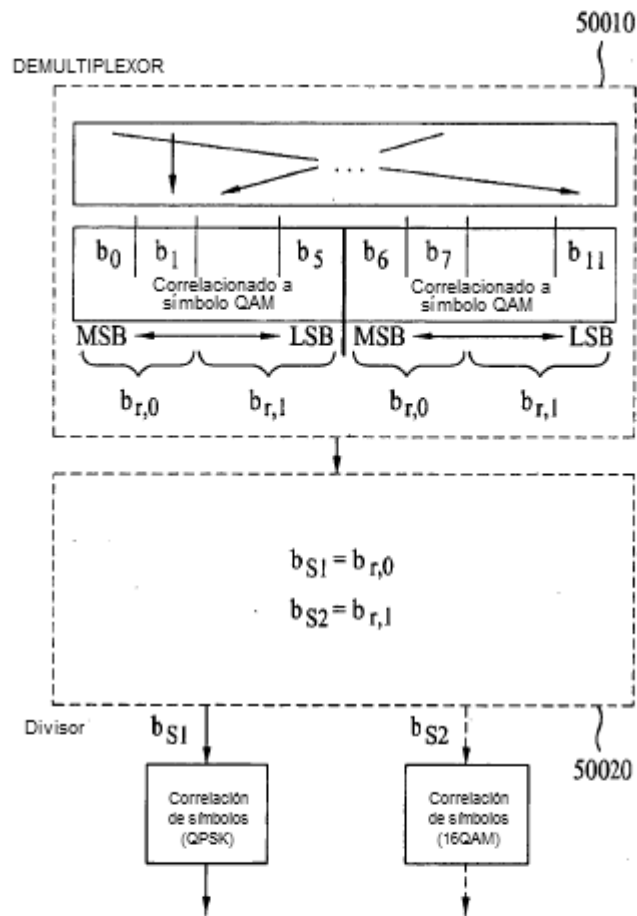 50010
DEMULTIPLEXOR
. . .
b0 b1 b5 b6 b7 b11
Correlacionado a símbolo QAM
Correlacionado a símbolo QAM
MSB LSB MSB LSB
br,0 br,1 br,0 br,1
bS1 = br,0
bS2 = br,1
Divisor
bS1 bS2
50020
Correlación de símbolos (QPSK)
Correlación de símbolos (16QAM)